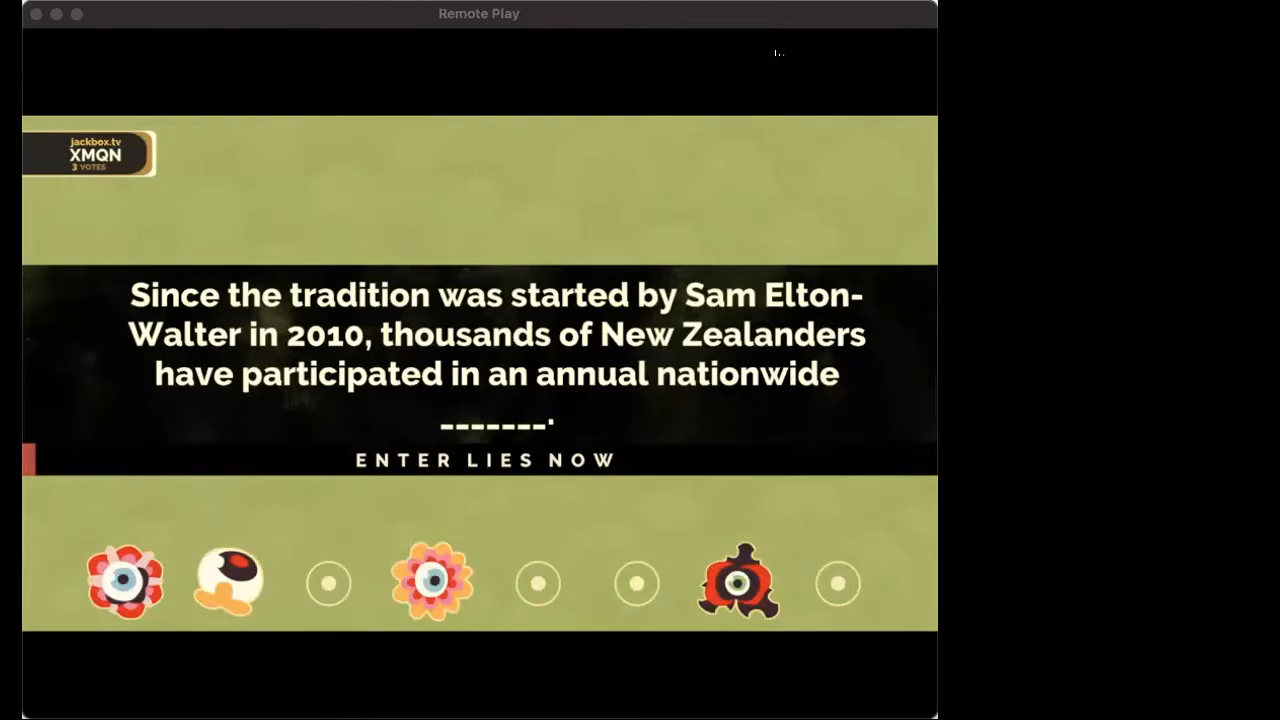 Remote Play
jackbox.tv
XMQN
3 VOTES
Since the tradition was started by Sam Elton-
Walter in 2010, thousands of New Zealanders
have participated in an annual nationwide
_______.
ENTER LIES NOW